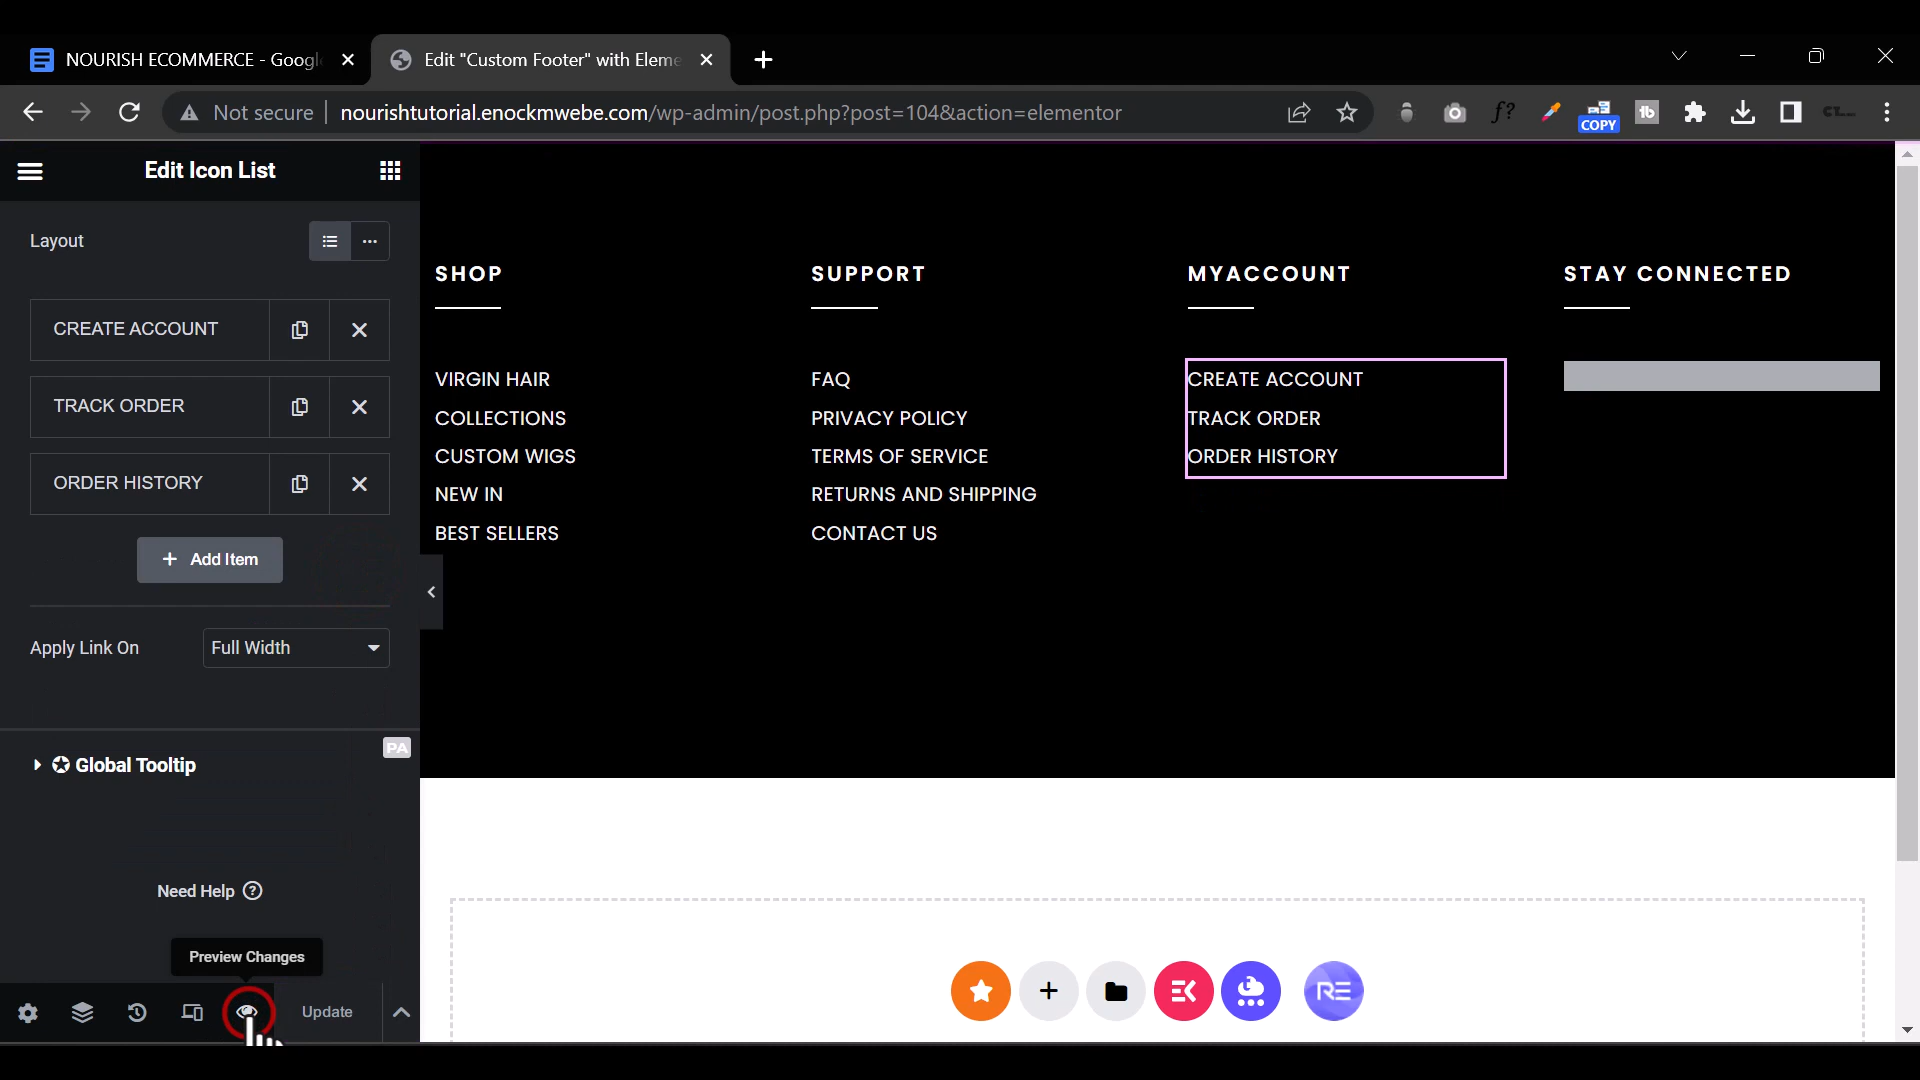 NOURISH ECOMMERCE - Googl
Edit "Custom Footer" with Eleme
Not secure
nourishtutorial.enockmwebe.com/wp-admin/post.php?post=104&action=elementor
f?
COPY
tb
Edit Icon List
Layout
CREATE ACCOUNT
TRACK ORDER
ORDER HISTORY
+ Add Item
Apply Link On
Full Width
PA
Global Tooltip
Need Help ?
Preview Changes
Update
SHOP
VIRGIN HAIR
COLLECTIONS
CUSTOM WIGS
NEW IN
BEST SELLERS
SUPPORT
FAQ
PRIVACY POLICY
TERMS OF SERVICE
RETURNS AND SHIPPING
CONTACT US
MYACCOUNT
CREATE ACCOUNT
TRACK ORDER
ORDER HISTORY
STAY CONNECTED
RE